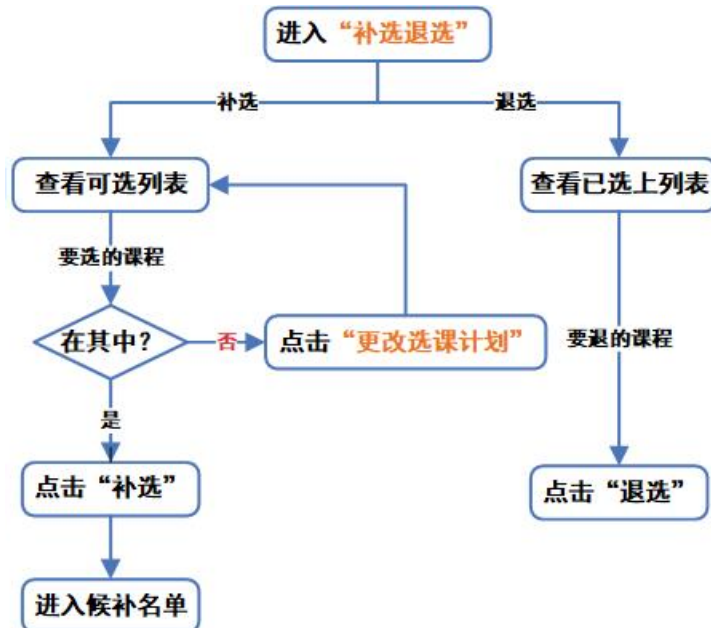 进入“补选退选”
补选
退选
查看可选列表
查看已选上列表
要选的课程
在其中？
否
点击“更改选课计划”
要退的课程
是
点击“补选”
点击“退选”
进入候补名单